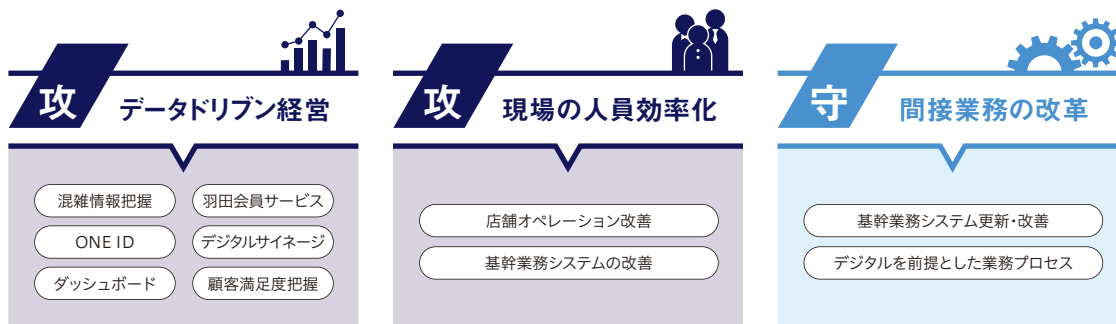 攻
データドリブン経営
混雑情報把握
羽田会員サービス
ONE ID
デジタルサイネージ
ダッシュボード
顧客満足度把握
攻
現場の人員効率化
店舗オペレーション改善
基幹業務システムの改善
守
間接業務の改革
基幹業務システム更新・改善
デジタルを前提とした業務プロセス